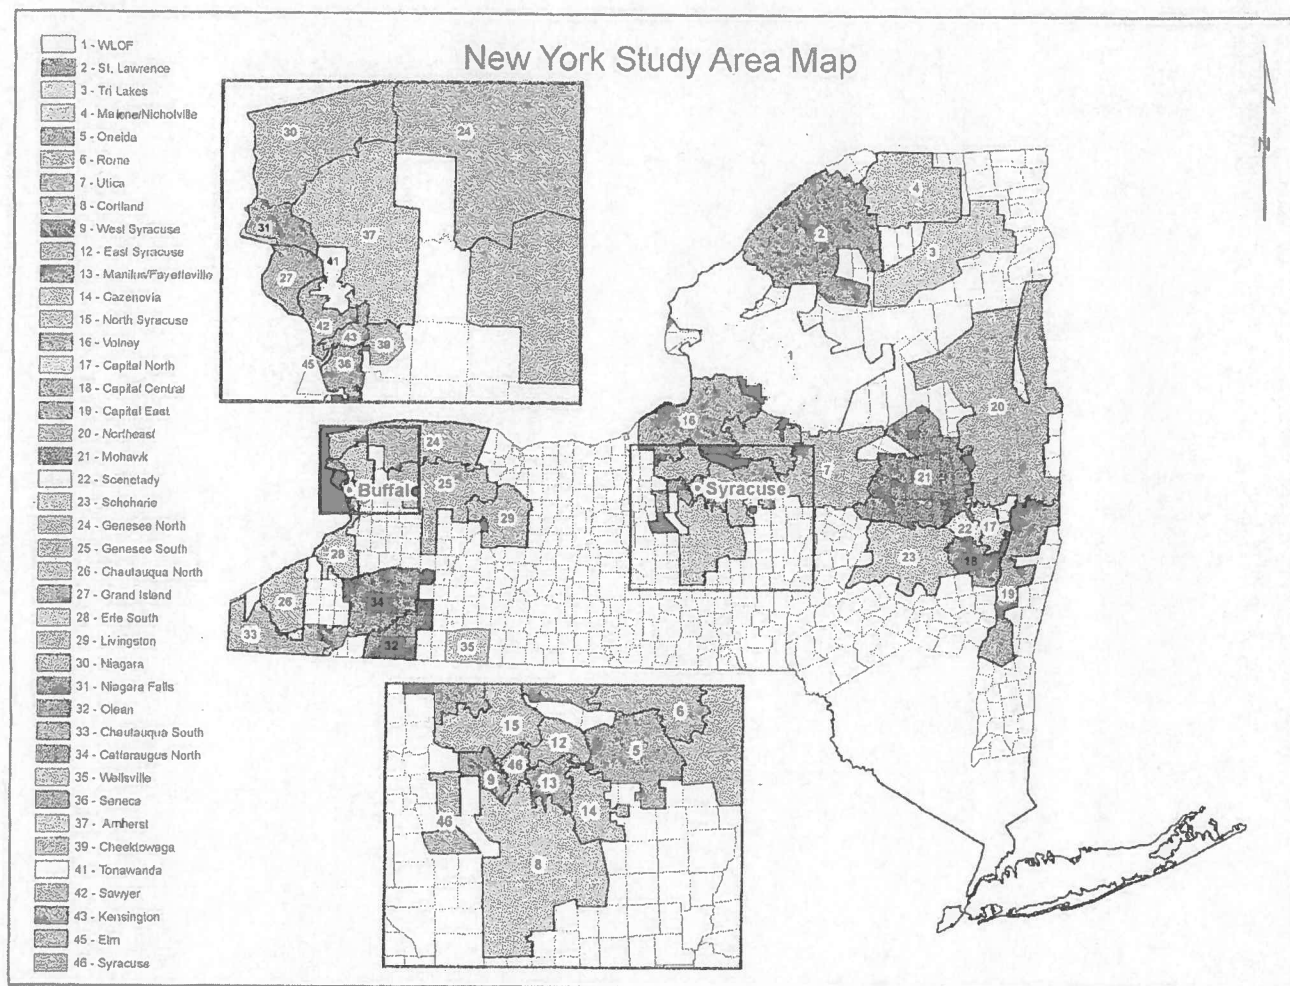 New York Study Area Map
1 - WLOF
2 - St. Lawrence
3 - Tri Lakes
4 - Malone/Nicholville
5 - Oneida
6 - Rome
7 - Utica
8 - Cortland
9 - West Syracuse
12 - East Syracuse
13 - Manlius/Fayetteville
14 - Cazenovia
15 - North Syracuse
16 - Volney
17 - Capital North
18 - Capital Central
19 - Capital East
20 - Northeast
21 - Mohawk
22 - Scenetady
23 - Schoharie
24 - Genesee North
25 - Genesee South
26 - Chautauqua North
27 - Grand Island
28 - Erie South
29 - Livingston
30 - Niagara
31 - Niagara Falls
32 - Olean
33 - Chautauqua South
34 - Cattaraugus North
35 - Wellsville
36 - Seneca
37 - Amherst
39 - Cheektowaga
41 - Tonawanda
42 - Sawyer
43 - Kensington
45 - Elm
46 - Syracuse
30
24
31
37
41
27
42
43
39
45
36
N
4
2
3
1
20
16
24
7
21
25
Buffal
Syracuse
29
22
17
28
23
18
26
19
34
33
32
35
6
15
12
5
9
46
13
14
46
8